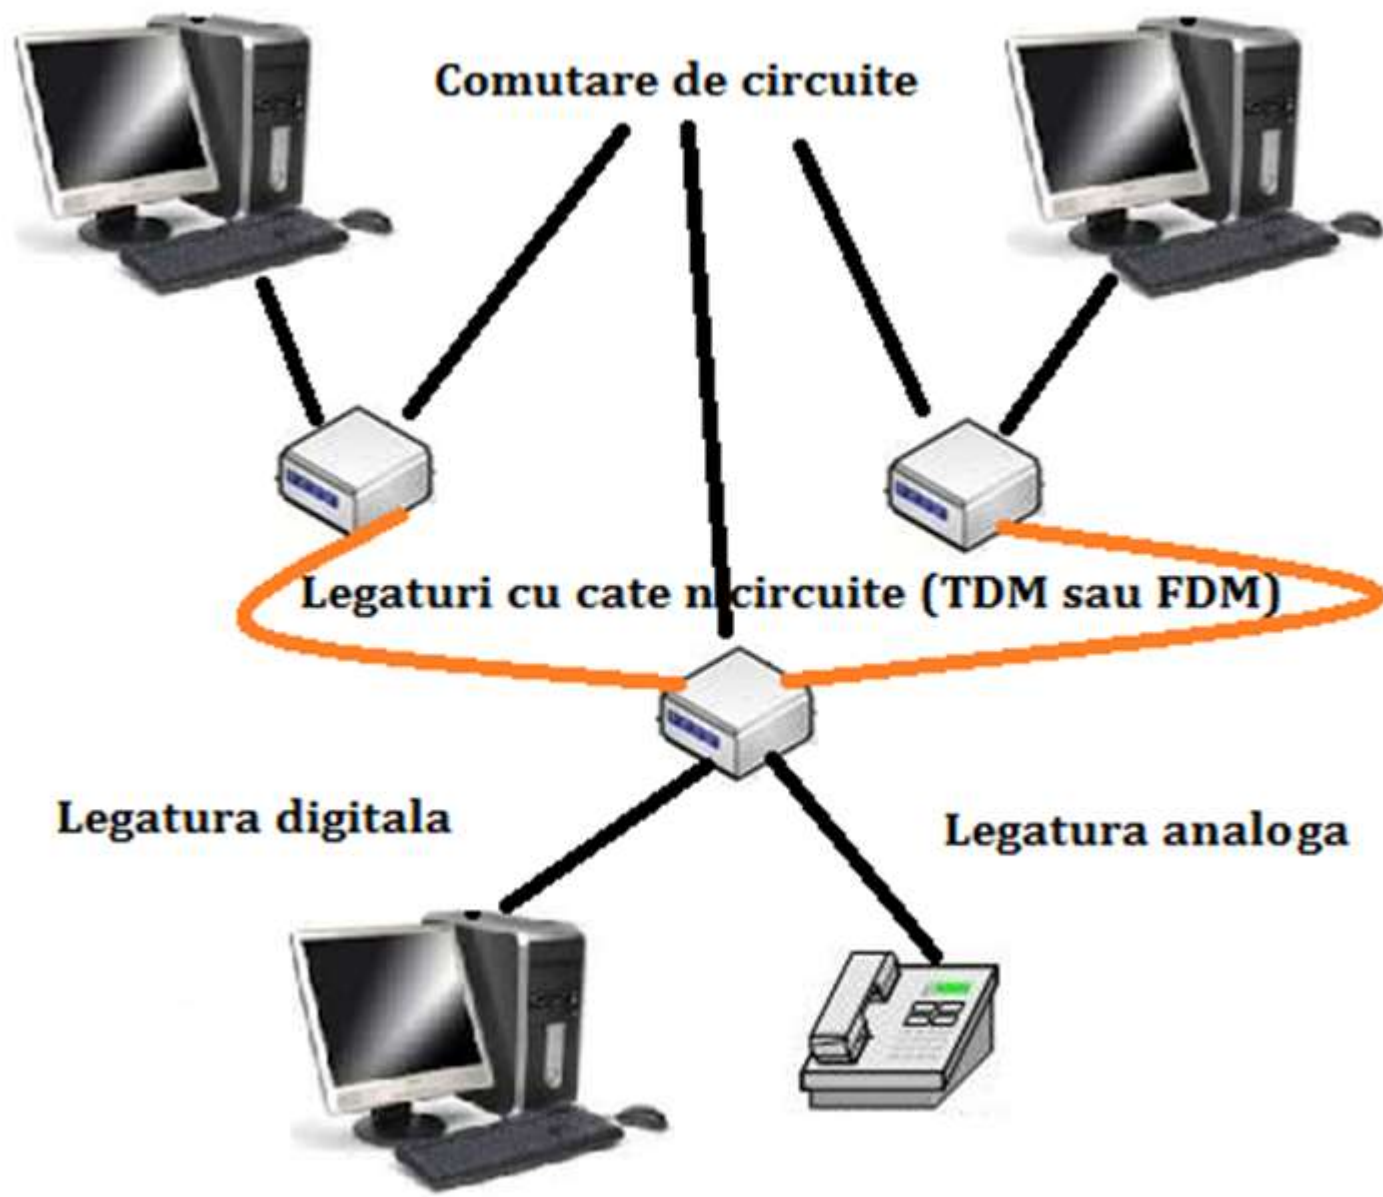 Comutare de circuite
Legaturi cu cate n circuite (TDM sau FDM)
Legatura digitala
Legatura analoga